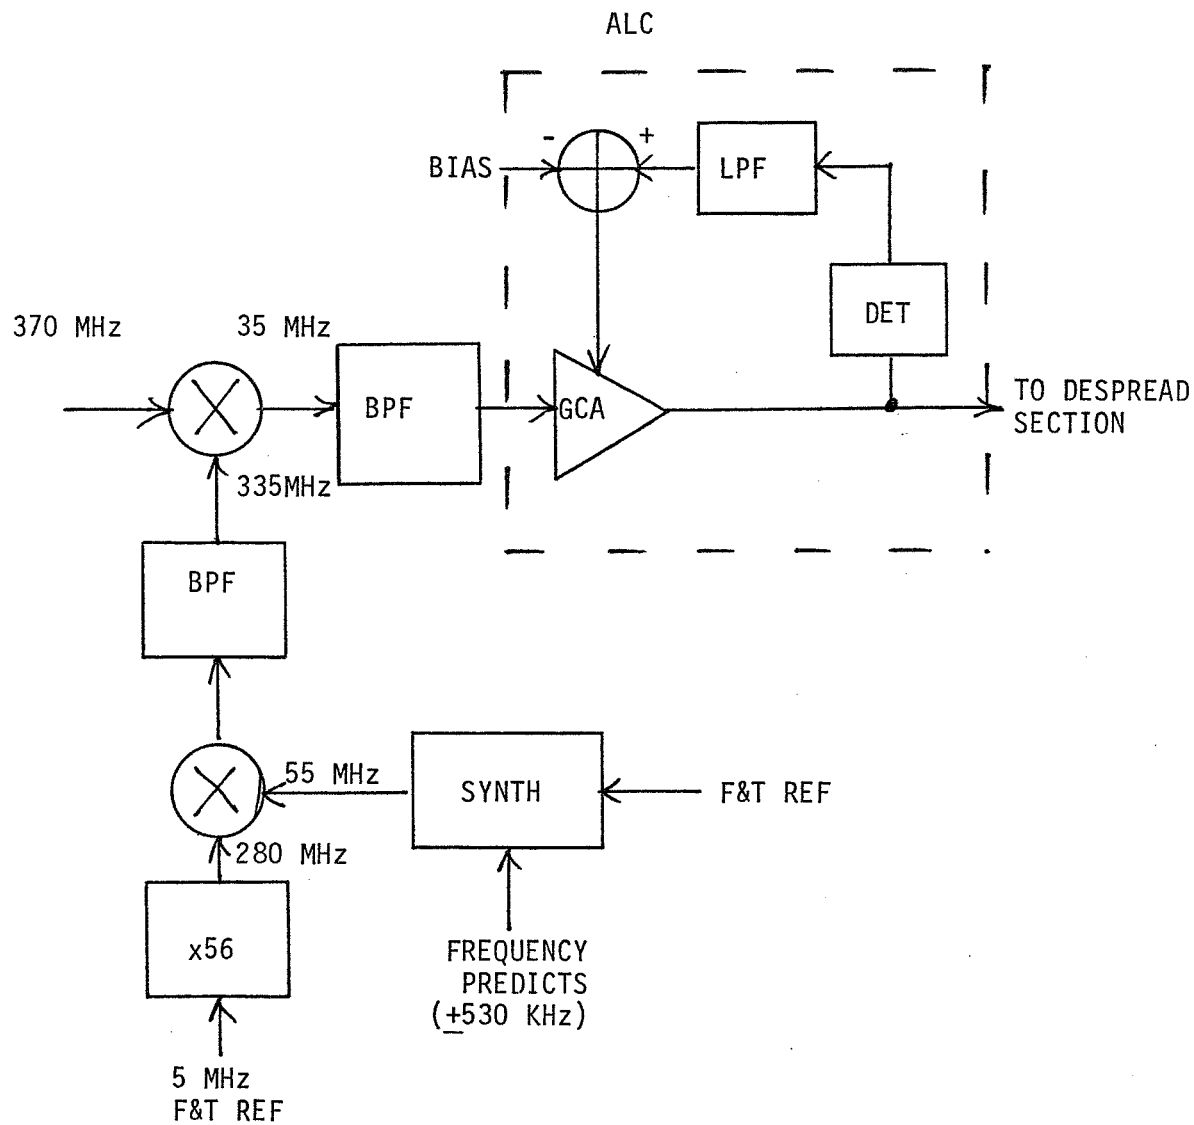 ALC
- +
BIAS
LPF
DET
370 MHz
35 MHz
BPF
GCA
TO DESPREAD
SECTION
335MHz
BPF
55 MHz
SYNTH
F&T REF
280 MHz
x56
FREQUENCY
PREDICTS
(±530 KHz)
5 MHz
F&T REF